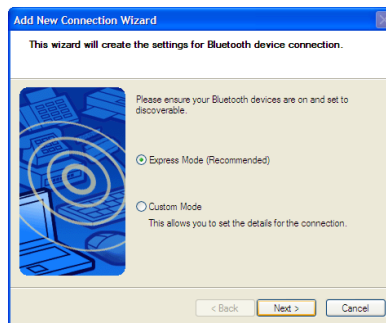 Add New Connection Wizard
This wizard will create the settings for Bluetooth device connection.
Please ensure your Bluetooth devices are on and set to
discoverable.
Express Mode (Recommended)
Custom Mode
This allows you to set the details for the connection.
< Back
Next >
Cancel